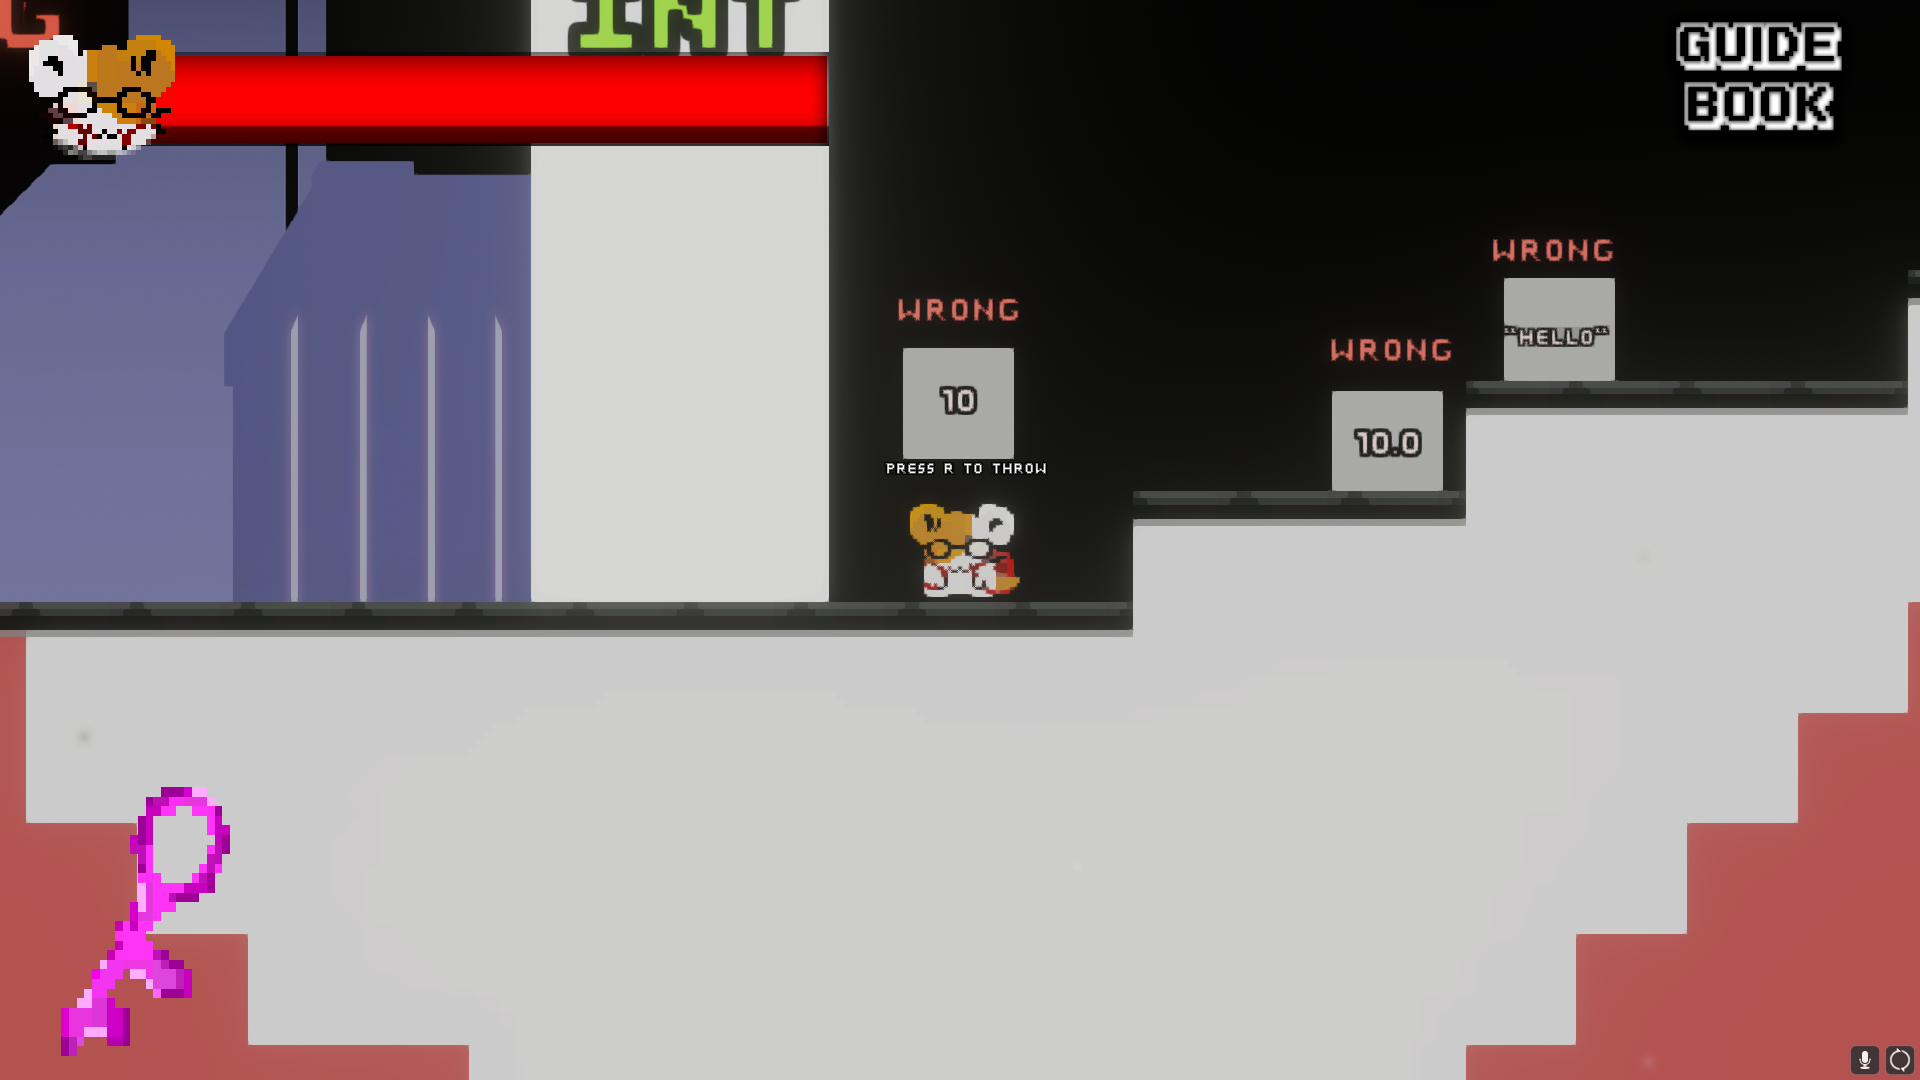 G
INT
GUIDE
BOOK
WRONG
"HELLO"
WRONG
10
PRESS R TO THROW
WRONG
10.0